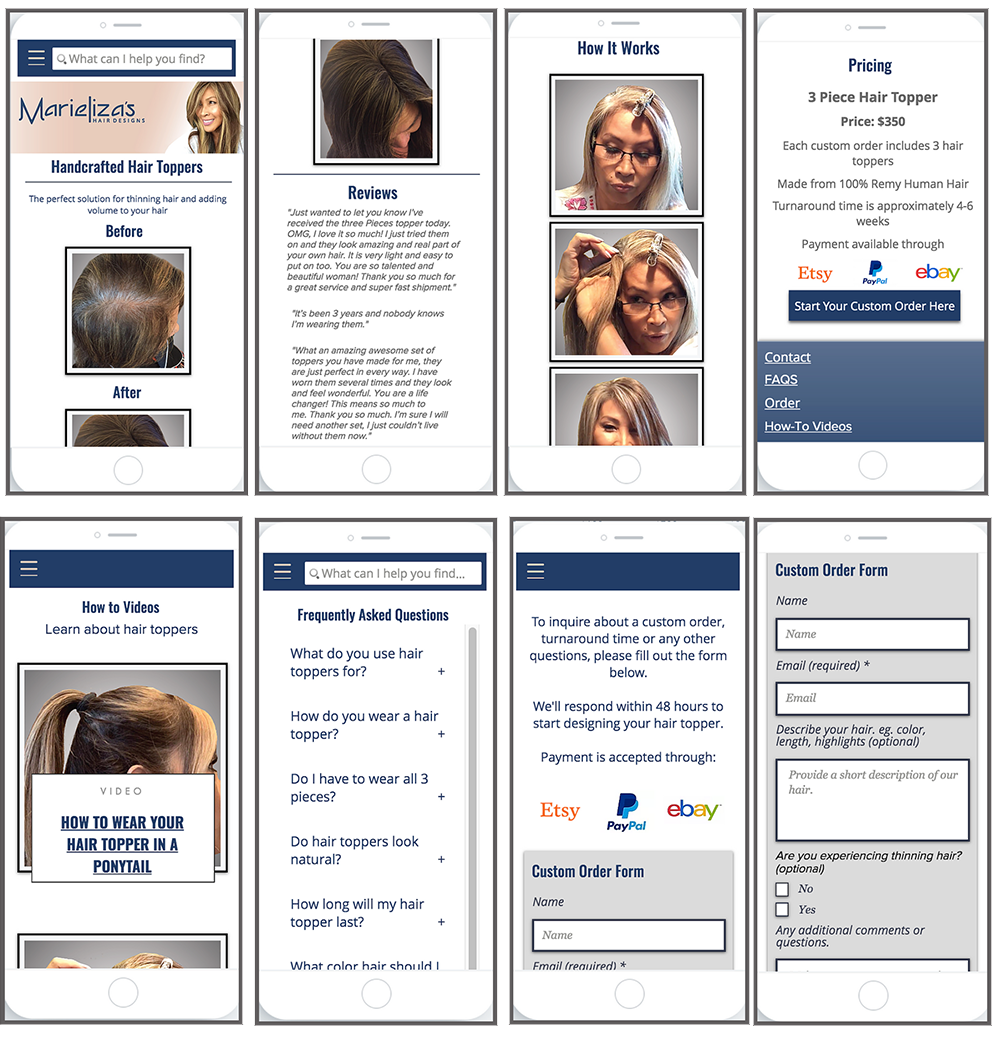 What can I help you find?
Marieliza's
HAIR DESIGNS
Handcrafted Hair Toppers
The perfect solution for thinning hair and adding
volume to your hair
Before
After
Reviews
"Just wanted to let you know I've
received the three Pieces topper today.
OMG, I love it so much! I just tried them
on and they look amazing and real part of
your own hair. It is very light and easy to
put on too. You are so talented and
beautiful woman! Thank you so much for
a great service and super fast shipment."
"It's been 3 years and nobody knows
I'm wearing them."
"What an amazing awesome set of
toppers you have made for me, they
are just perfect in every way. I have
worn them several times and they look
and feel wonderful. You are a life
changer! This means so much to
me. Thank you so much. I'm sure I will
need another set, I just couldn't live
without them now."
How It Works
Pricing
3 Piece Hair Topper
Price: $350
Each custom order includes 3 hair
toppers
Made from 100% Remy Human Hair
Turnaround time is approximately 4-6
weeks
Payment available through
Etsy
PayPal
ebay
Start Your Custom Order Here
Contact
FAQS
Order
How-To Videos
How to Videos
Learn about hair toppers
VIDEO
HOW TO WEAR YOUR
HAIR TOPPER IN A
PONYTAIL
What can I help you find...
Frequently Asked Questions
What do you use hair
toppers for? +
How do you wear a hair
topper? +
Do I have to wear all 3
pieces? +
Do hair toppers look
natural? +
How long will my hair
topper last? +
What color hair should I
To inquire about a custom order,
turnaround time or any other
questions, please fill out the form
below.
We'll respond within 48 hours to
start designing your hair topper.
Payment is accepted through:
Etsy
PayPal
ebay
Custom Order Form
Name
Name
Email (required) *
Custom Order Form
Name
Name
Email (required) *
Email
Describe your hair. eg. color,
length, highlights (optional)
Provide a short description of our
hair.
Are you experiencing thinning hair?
(optional)
No
Yes
Any additional comments or
questions.